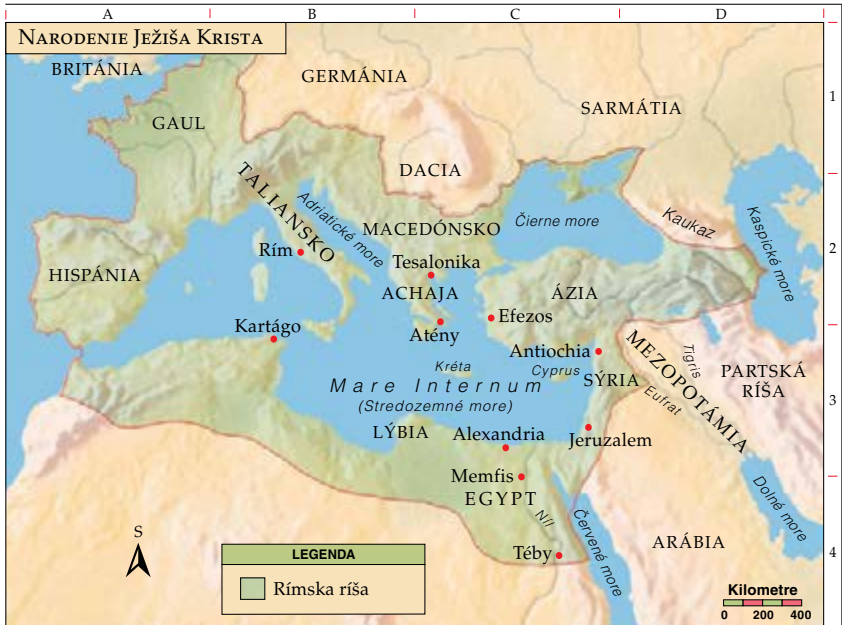 A B C D
NARODENIE JEŽIŠA KRISTA
BRITÁNIA
GERMÁNIA
1
SARMÁTIA
GAUL
DACIA
TALIANSKO
Adriatické more
MACEDÓNSKO
Čierne more
Kaukaz
Kaspické more
2
Rím
Tesalonika
HISPÁNIA
ACHAJA
ÁZIA
Efezos
Kartágo
Atény
Antiochia
MEZOPOTÁMIA
Tigris
Kréta
Cyprus
SÝRIA
PARTSKÁ
RÍŠA
Mare Internum
(Stredozemné more)
Eufrat
3
LÝBIA
Alexandria
Jeruzalem
Memfis
EGYPT
Níl
Červené more
Dolné more
S
ARÁBIA
4
Téby
LEGENDA
Rímska ríša
Kilometre
0 200 400